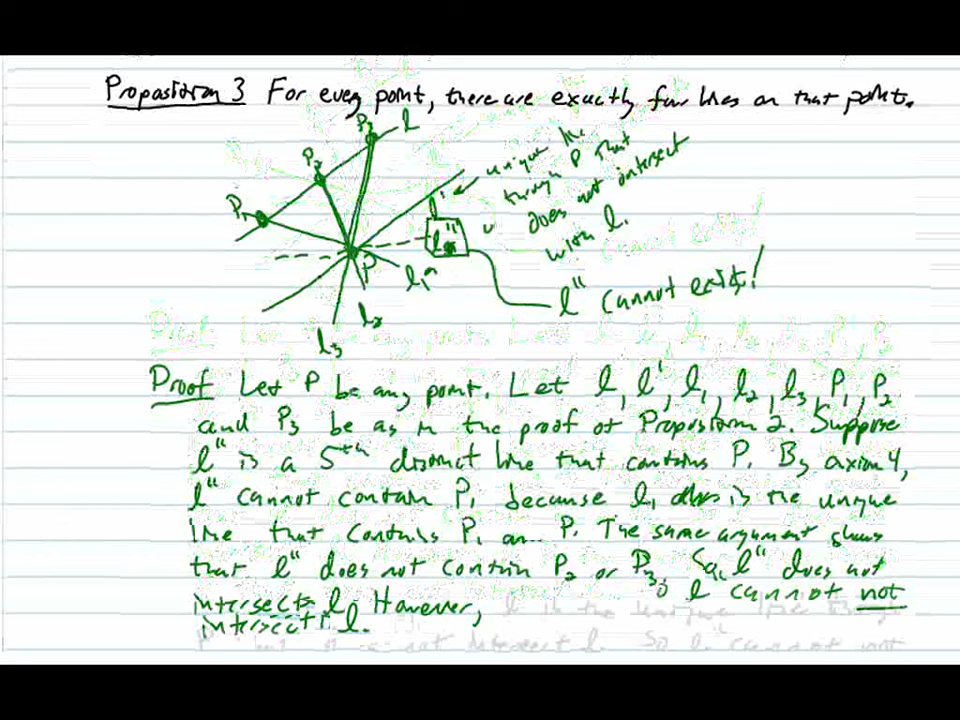 Proposition 3 For every point, there are exactly four lines on that point.
P3 l
P2
P1
unique line
through P that
does not intersect
with l.
l'
l''
P
l1
l2
l3
l'' cannot exist!
Proof Let P be any point. Let l, l', l1, l2, l3, P1, P2
and P3 be as in the proof of Proposition 2. Suppose
l'' is a 5th distinct line that contains P. By axiom 4,
l'' cannot contain P1 because l1 is the unique
line that contains P1 an P. The same argument shows
that l'' does not contain P2 or P3. So, l'' does not
intersect l. However, l cannot not
intersect l.